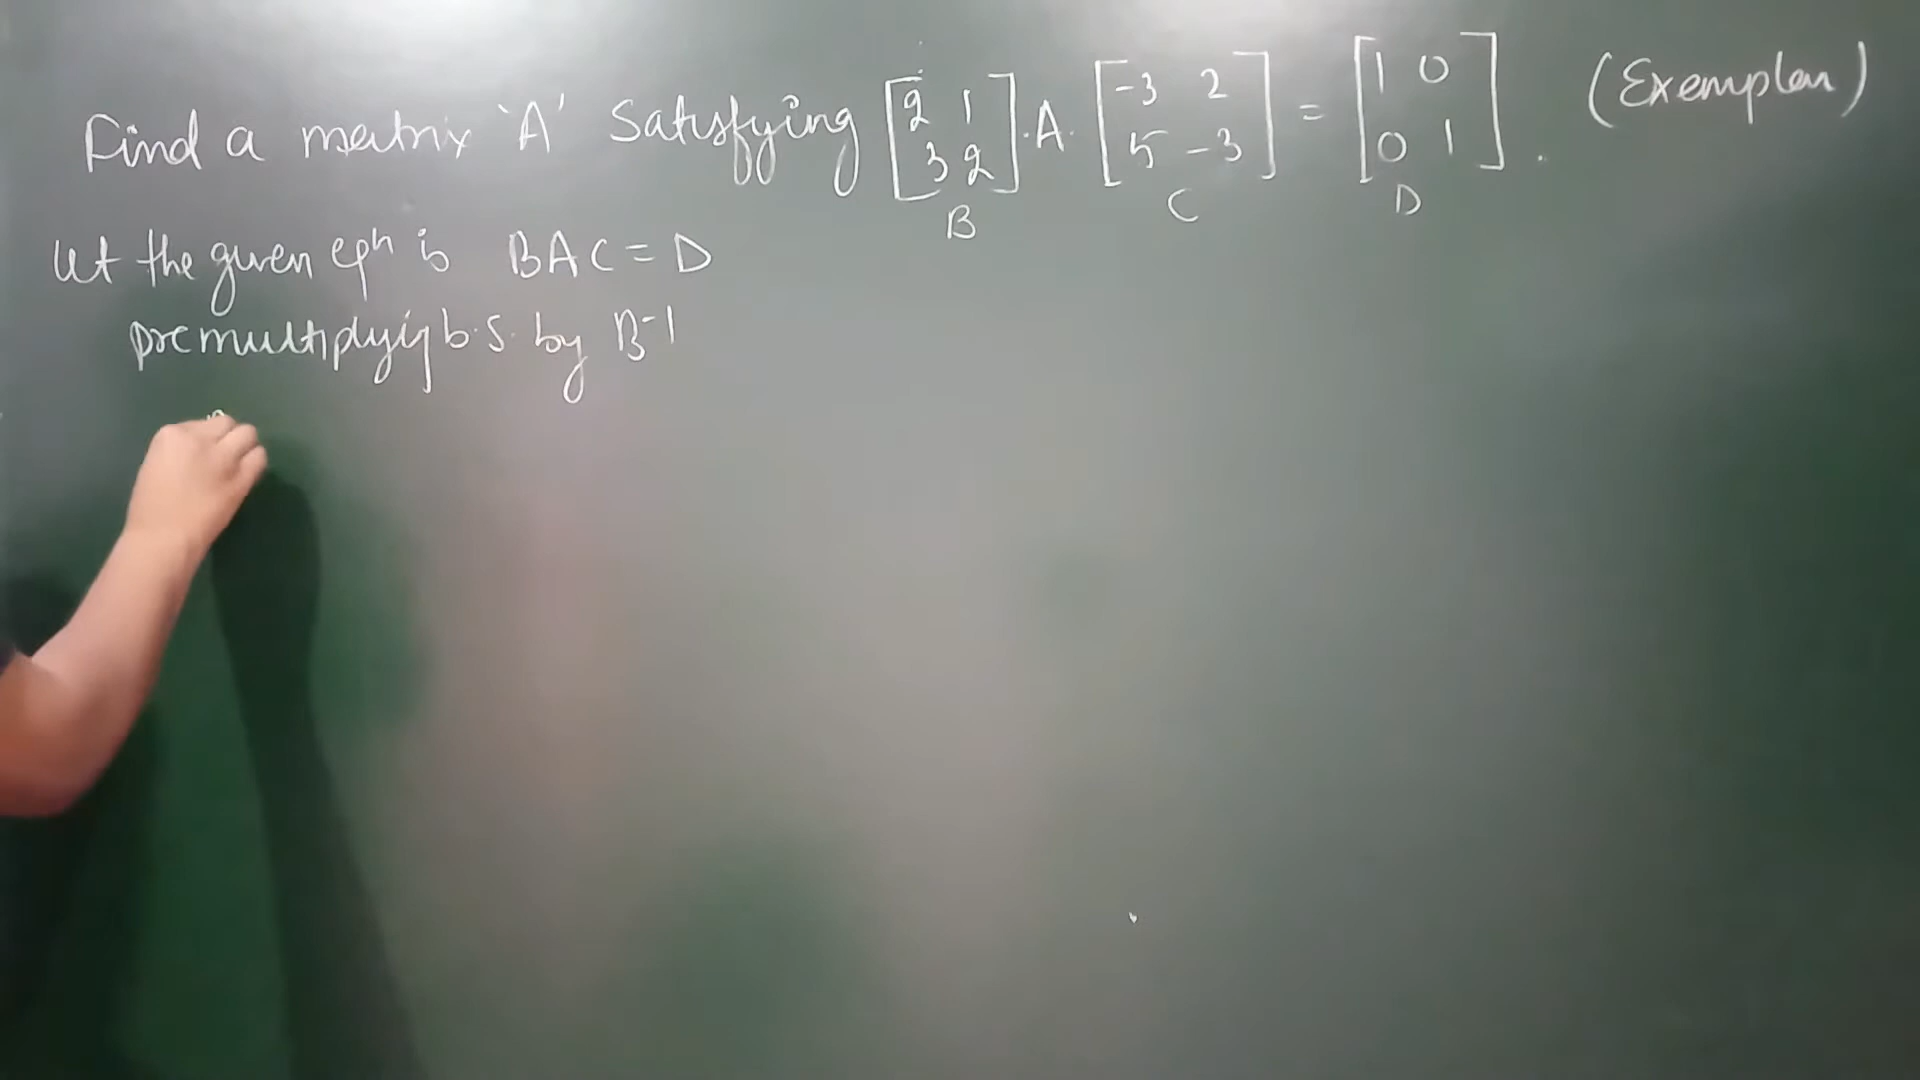 Find a matrix 'A' Satisfying [2 1 3 2] . A . [-3 2 5 -3] = [1 0 0 1] . (Exemplar)
B C D
Let the given eqn is BAC = D
premultiplyig b.s. by B-1